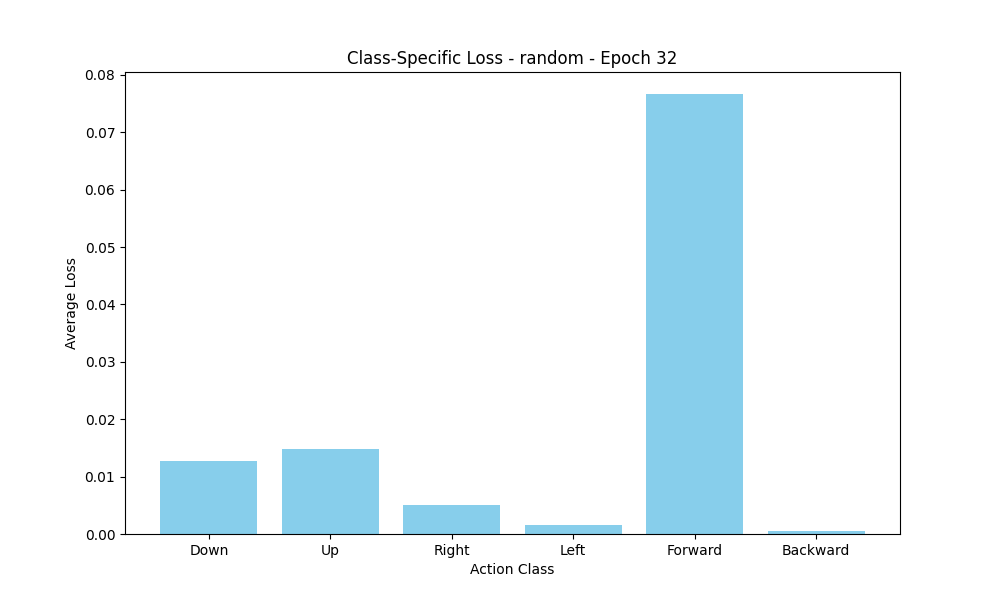 Class-Specific Loss - random - Epoch 32
0.08
0.07
0.06
0.05
0.04
0.03
0.02
0.01
0.00
Average Loss
Down Up Right Left Forward Backward
Action Class